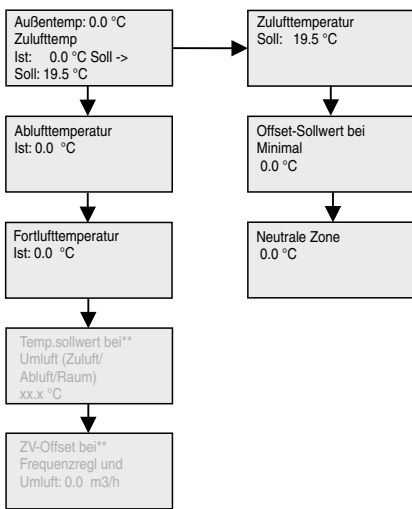 Außentemp: 0.0 °C
Zulufttemp
Ist: 0.0 °C Soll ->
Soll: 19.5 °C
Zulufttemperatur
Soll: 19.5 °C
Ablufttemperatur
Ist: 0.0 °C
Offset-Sollwert bei
Minimal
0.0 °C
Fortlufttemperatur
Ist: 0.0 °C
Neutrale Zone
0.0 °C
Temp.sollwert bei**
Umluft (Zuluft/
Abluft/Raum)
xx.x °C
ZV-Offset bei**
Frequenzregl und
Umluft: 0.0 m3/h